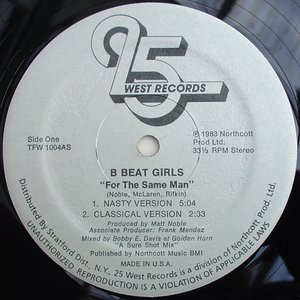 25
WEST RECORDS
Side One
TFW 1004AS
℗ 1983 Northcott
Prod Ltd.
33⅓ RPM Stereo
B BEAT GIRLS
"For The Same Man"
(Noble, McLaren, Rifkin)
1. NASTY VERSION 5:04
2. CLASSICAL VERSION 2:33
Produced by Matt Noble
Associate Producer: Frank Mendez
Mixed by Bobby E. Davis at Golden Horn
"A Sure Shot Mix"
Published by Northcott Music BMI
Distributed by Stratford Dist., N.Y. 25 West Records is a division of Northcott Prod. Ltd.
UNAUTHORIZED REPRODUCTION IS A VIOLATION OF APPLICABLE LAWS
MADE IN U.S.A.